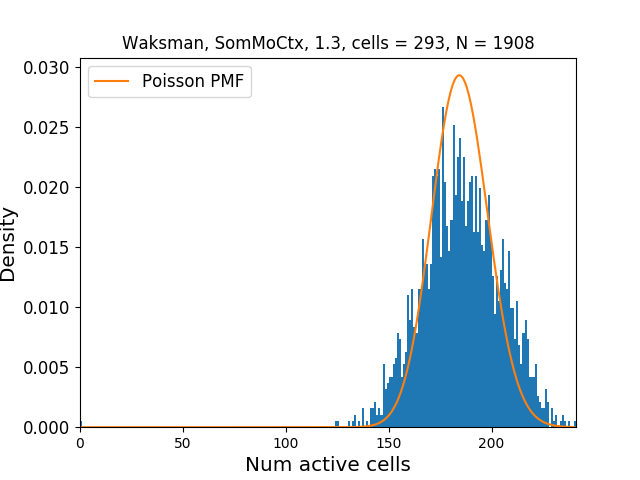 Waksman, SomMoCtx, 1.3, cells = 293, N = 1908
Poisson PMF
0.030
0.025
0.020
0.015
0.010
0.005
0.000
Density
0 50 100 150 200
Num active cells